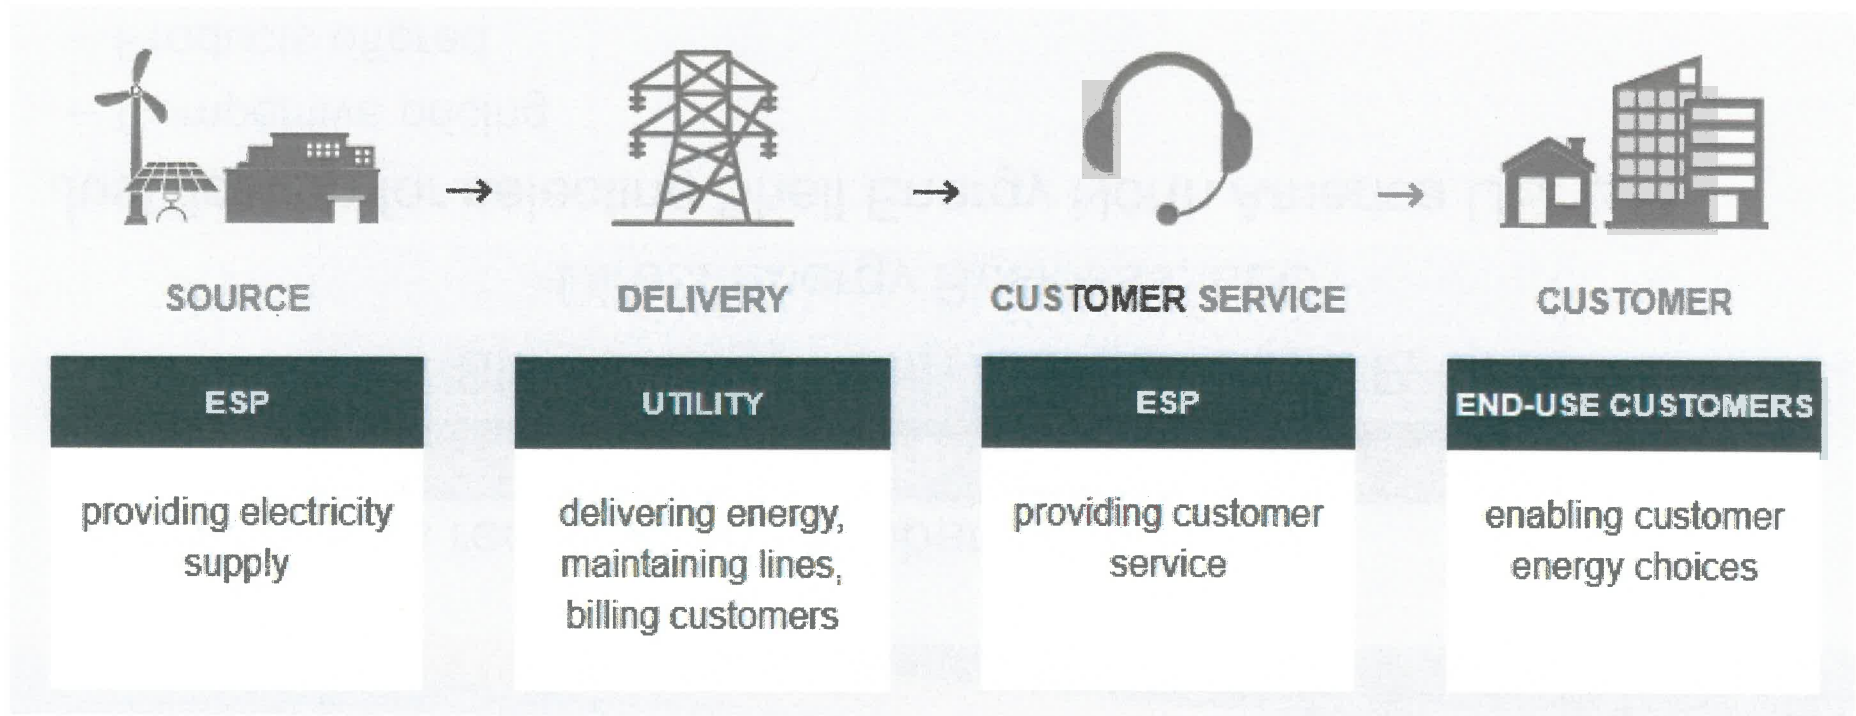 SOURCE
DELIVERY
CUSTOMER SERVICE
CUSTOMER
ESP
UTILITY
ESP
END-USE CUSTOMERS
providing electricity
supply
delivering energy,
maintaining lines,
billing customers
providing customer
service
enabling customer
energy choices